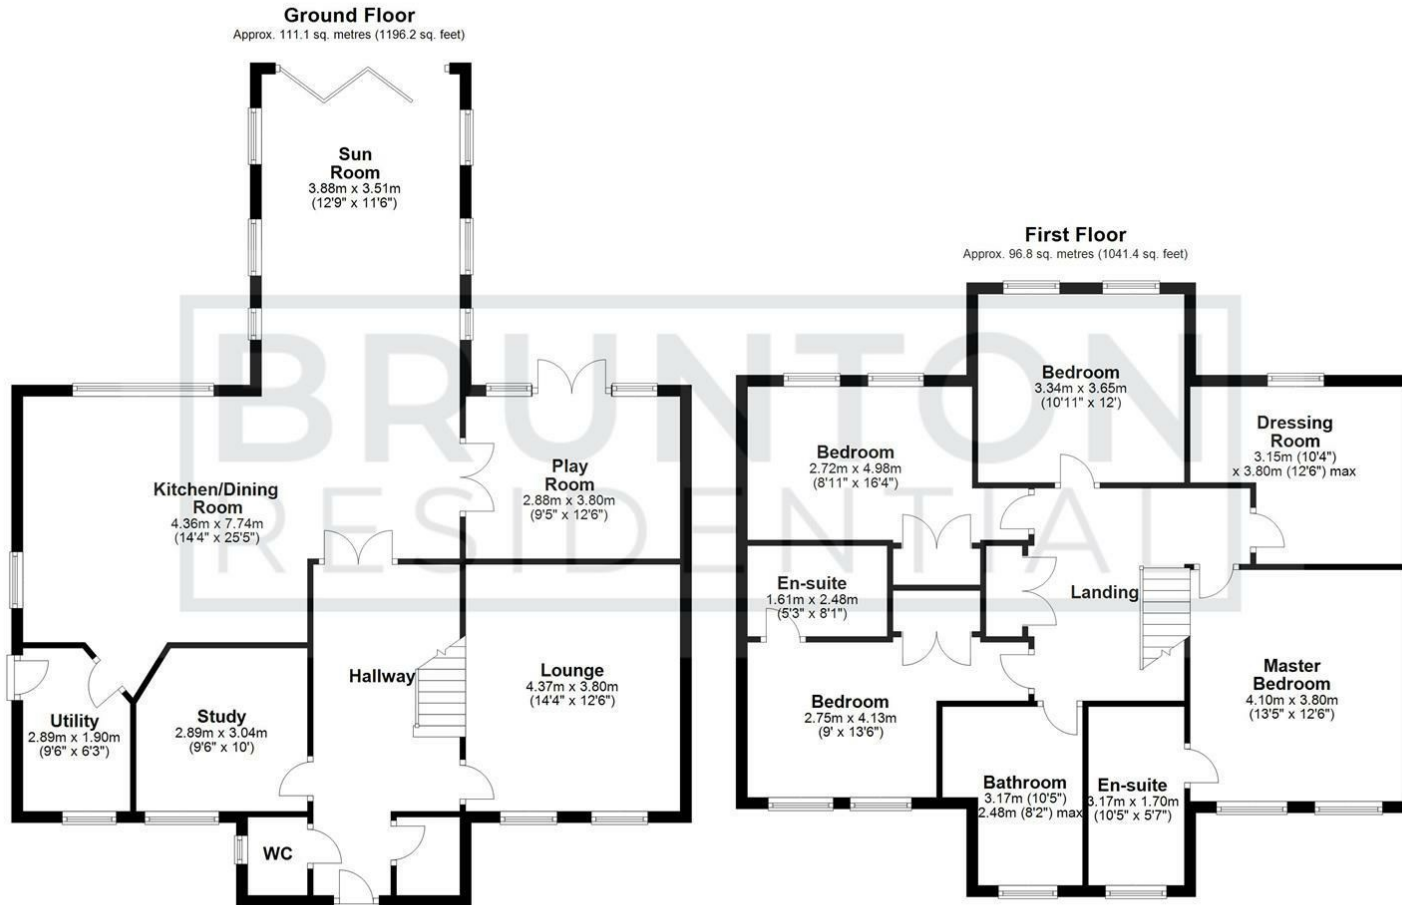 Ground Floor
Approx. 111.1 sq. metres (1196.2 sq. feet)
Sun
Room
3.88m x 3.51m
(12'9" x 11'6")
Kitchen/Dining
Room
4.36m x 7.74m
(14'4" x 25'5")
Play
Room
2.88m x 3.80m
(9'5" x 12'6")
Hallway
Lounge
4.37m x 3.80m
(14'4" x 12'6")
Utility
2.89m x 1.90m
(9'6" x 6'3")
Study
2.89m x 3.04m
(9'6" x 10')
WC
First Floor
Approx. 96.8 sq. metres (1041.4 sq. feet)
Bedroom
3.34m x 3.65m
(10'11" x 12')
Bedroom
2.72m x 4.98m
(8'11" x 16'4")
Dressing
Room
3.15m (10'4")
x 3.80m (12'6") max
En-suite
1.61m x 2.48m
(5'3" x 8'1")
Landing
Bedroom
2.75m x 4.13m
(9' x 13'6")
Master
Bedroom
4.10m x 3.80m
(13'5" x 12'6")
Bathroom
3.17m (10'5")
2.48m (8'2") max
En-suite
3.17m x 1.70m
(10'5" x 5'7")
BRUNTON
RESIDENTIAL